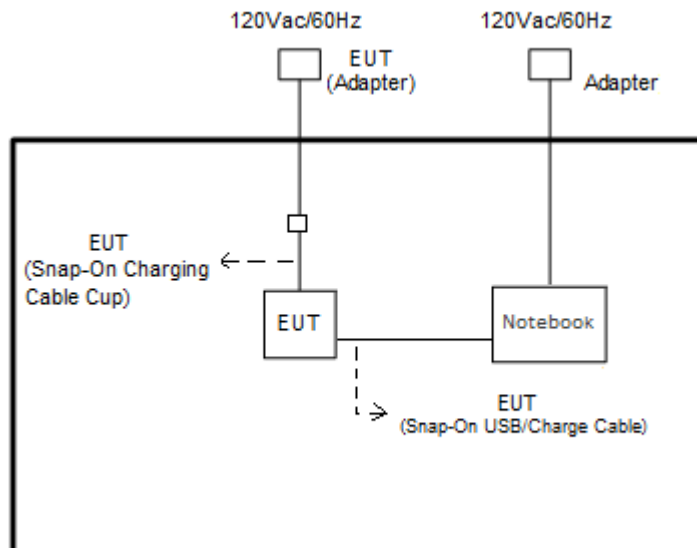 120Vac/60Hz
120Vac/60Hz
EUT
(Adapter)
Adapter
EUT
(Snap-On Charging
Cable Cup)
EUT
Notebook
EUT
(Snap-On USB/Charge Cable)